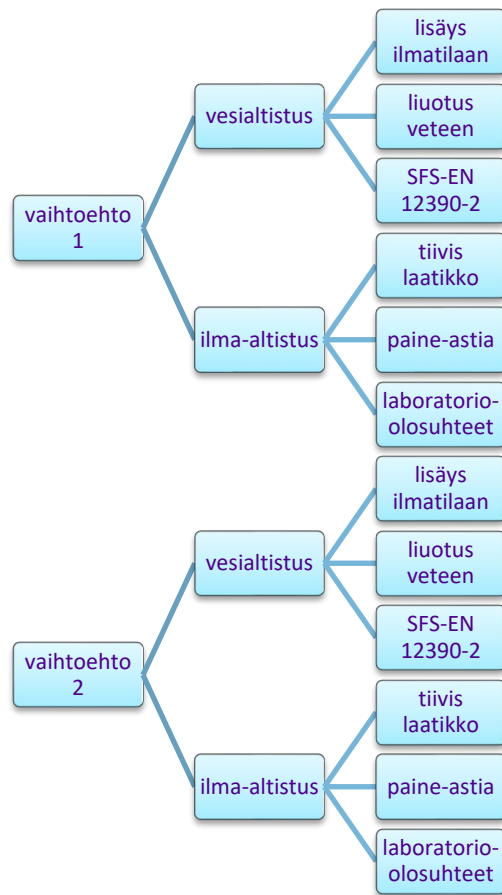 vaihtoehto
1
vesialtistus
lisäys
ilmatilaan
liuotus
veteen
SFS-EN
12390-2
ilma-altistus
tiivis
laatikko
paine-astia
laboratorio-
olosuhteet
vaihtoehto
2
vesialtistus
lisäys
ilmatilaan
liuotus
veteen
SFS-EN
12390-2
ilma-altistus
tiivis
laatikko
paine-astia
laboratorio-
olosuhteet